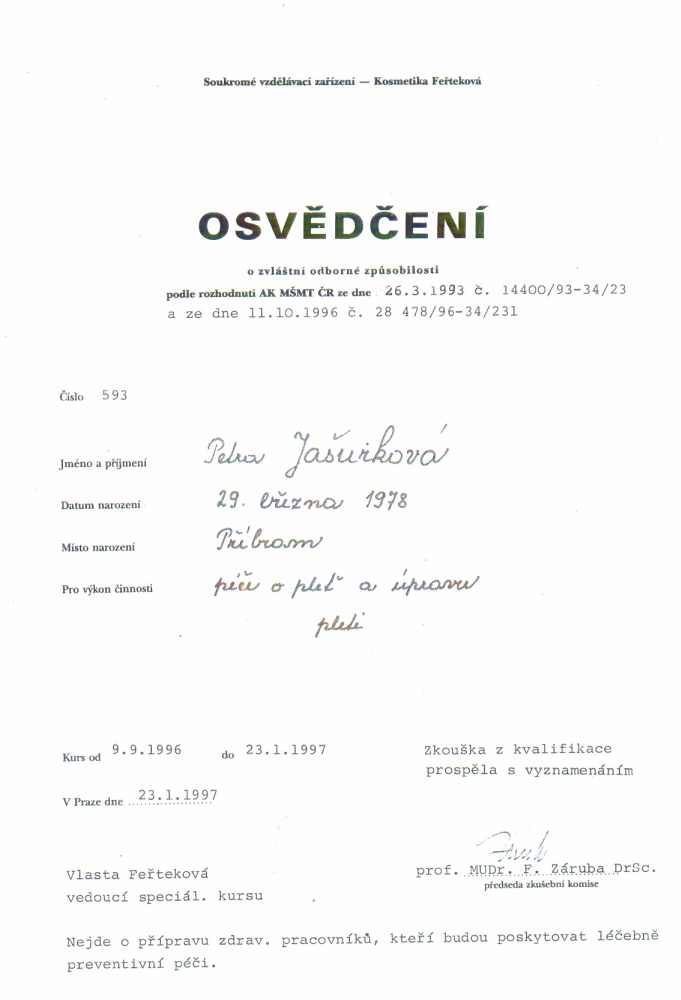 Soukromé vzdělávací zařízení — Kosmetika Feřteková
OSVĚDČENÍ
o zvláštní odborné způsobilosti
podle rozhodnutí AK MŠMT ČR ze dne 26.3.1993 č. 14400/93-34/23
a ze dne 11.10.1996 č. 28 478/96-34/231
Číslo 593
Jméno a příjmení Petra Jašurková
Datum narození 29. března 1978
Místo narození Příbram
Pro výkon činnosti péče o pleť a úpravu
pleti
Kurs od 9.9.1996 do 23.1.1997
Zkouška z kvalifikace
prospěla s vyznamenáním
V Praze dne 23.1.1997
Vlasta Feřteková
vedoucí speciál. kursu
prof. MUDr. F. Záruba DrSc.
předseda zkušební komise
Nejde o přípravu zdrav. pracovníků, kteří budou poskytovat léčebně
preventivní péči.